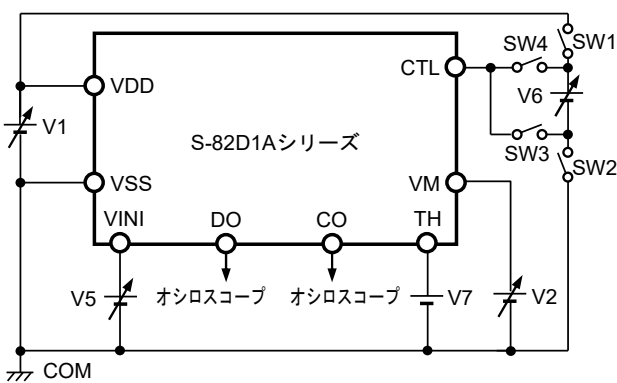 SW1
SW4
CTL
VDD
V6
V1
S-82D1Aシリーズ
SW3
SW2
VSS
VM
VINI
DO
CO
TH
V5
オシロスコープ
オシロスコープ
V7
V2
COM